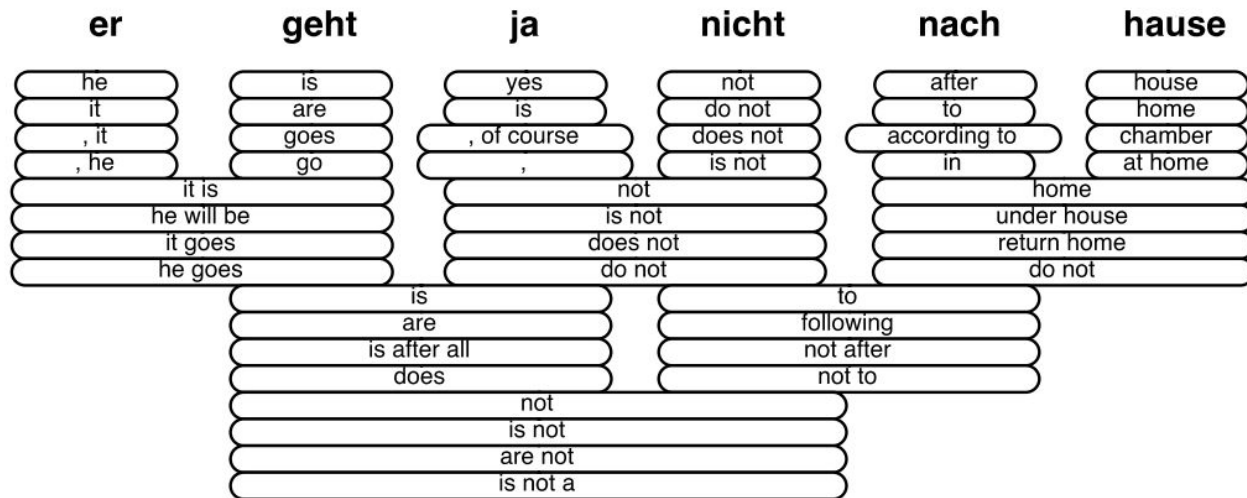 er geht ja nicht nach hause
he is yes not after house
it are is do not to home
, it goes , of course does not according to chamber
, he go , is not in at home
it is not home
he will be is not under house
it goes does not return home
he goes do not do not
is to
are following
is after all not after
does not to
not
is not
are not
is not a